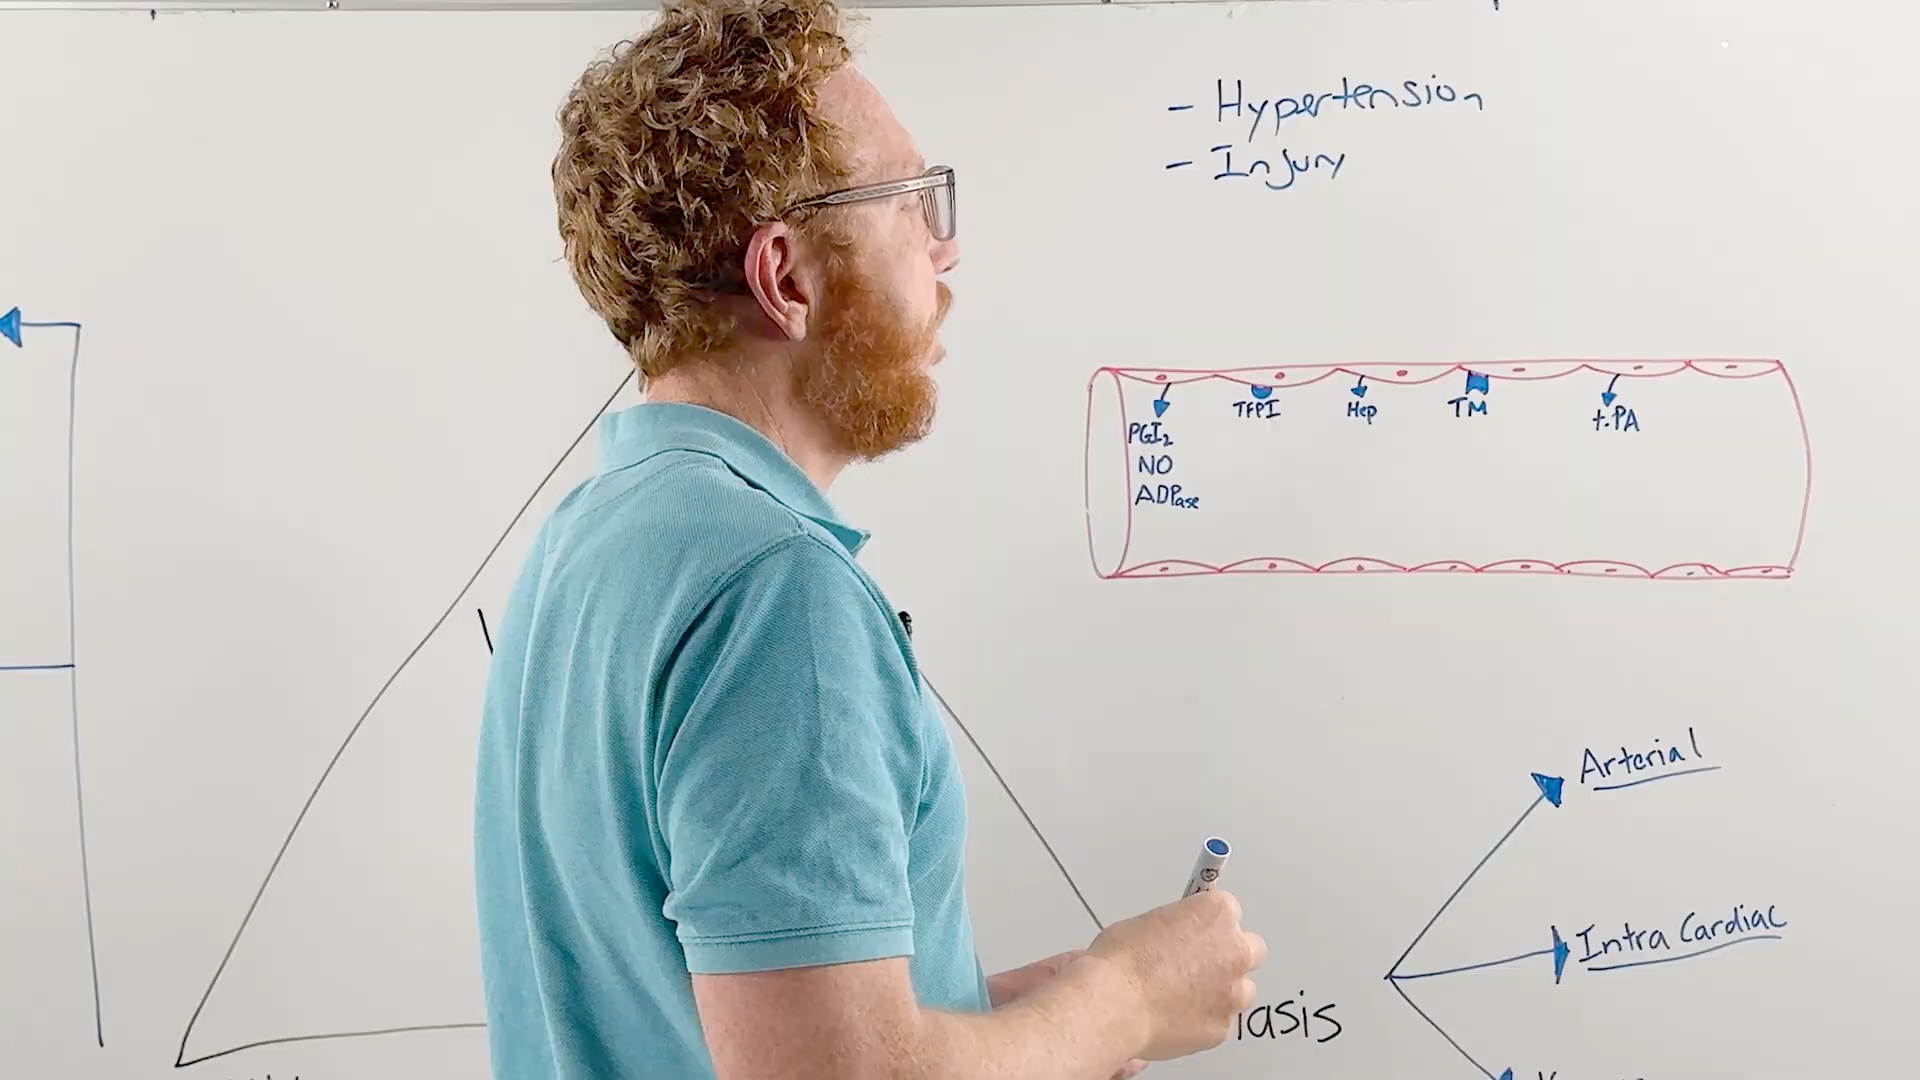 - Hypertension
- Injury
PGI2
NO
ADPase
TFPI
Hep
TM
t-PA
Arterial
Intra Cardiac
iasis